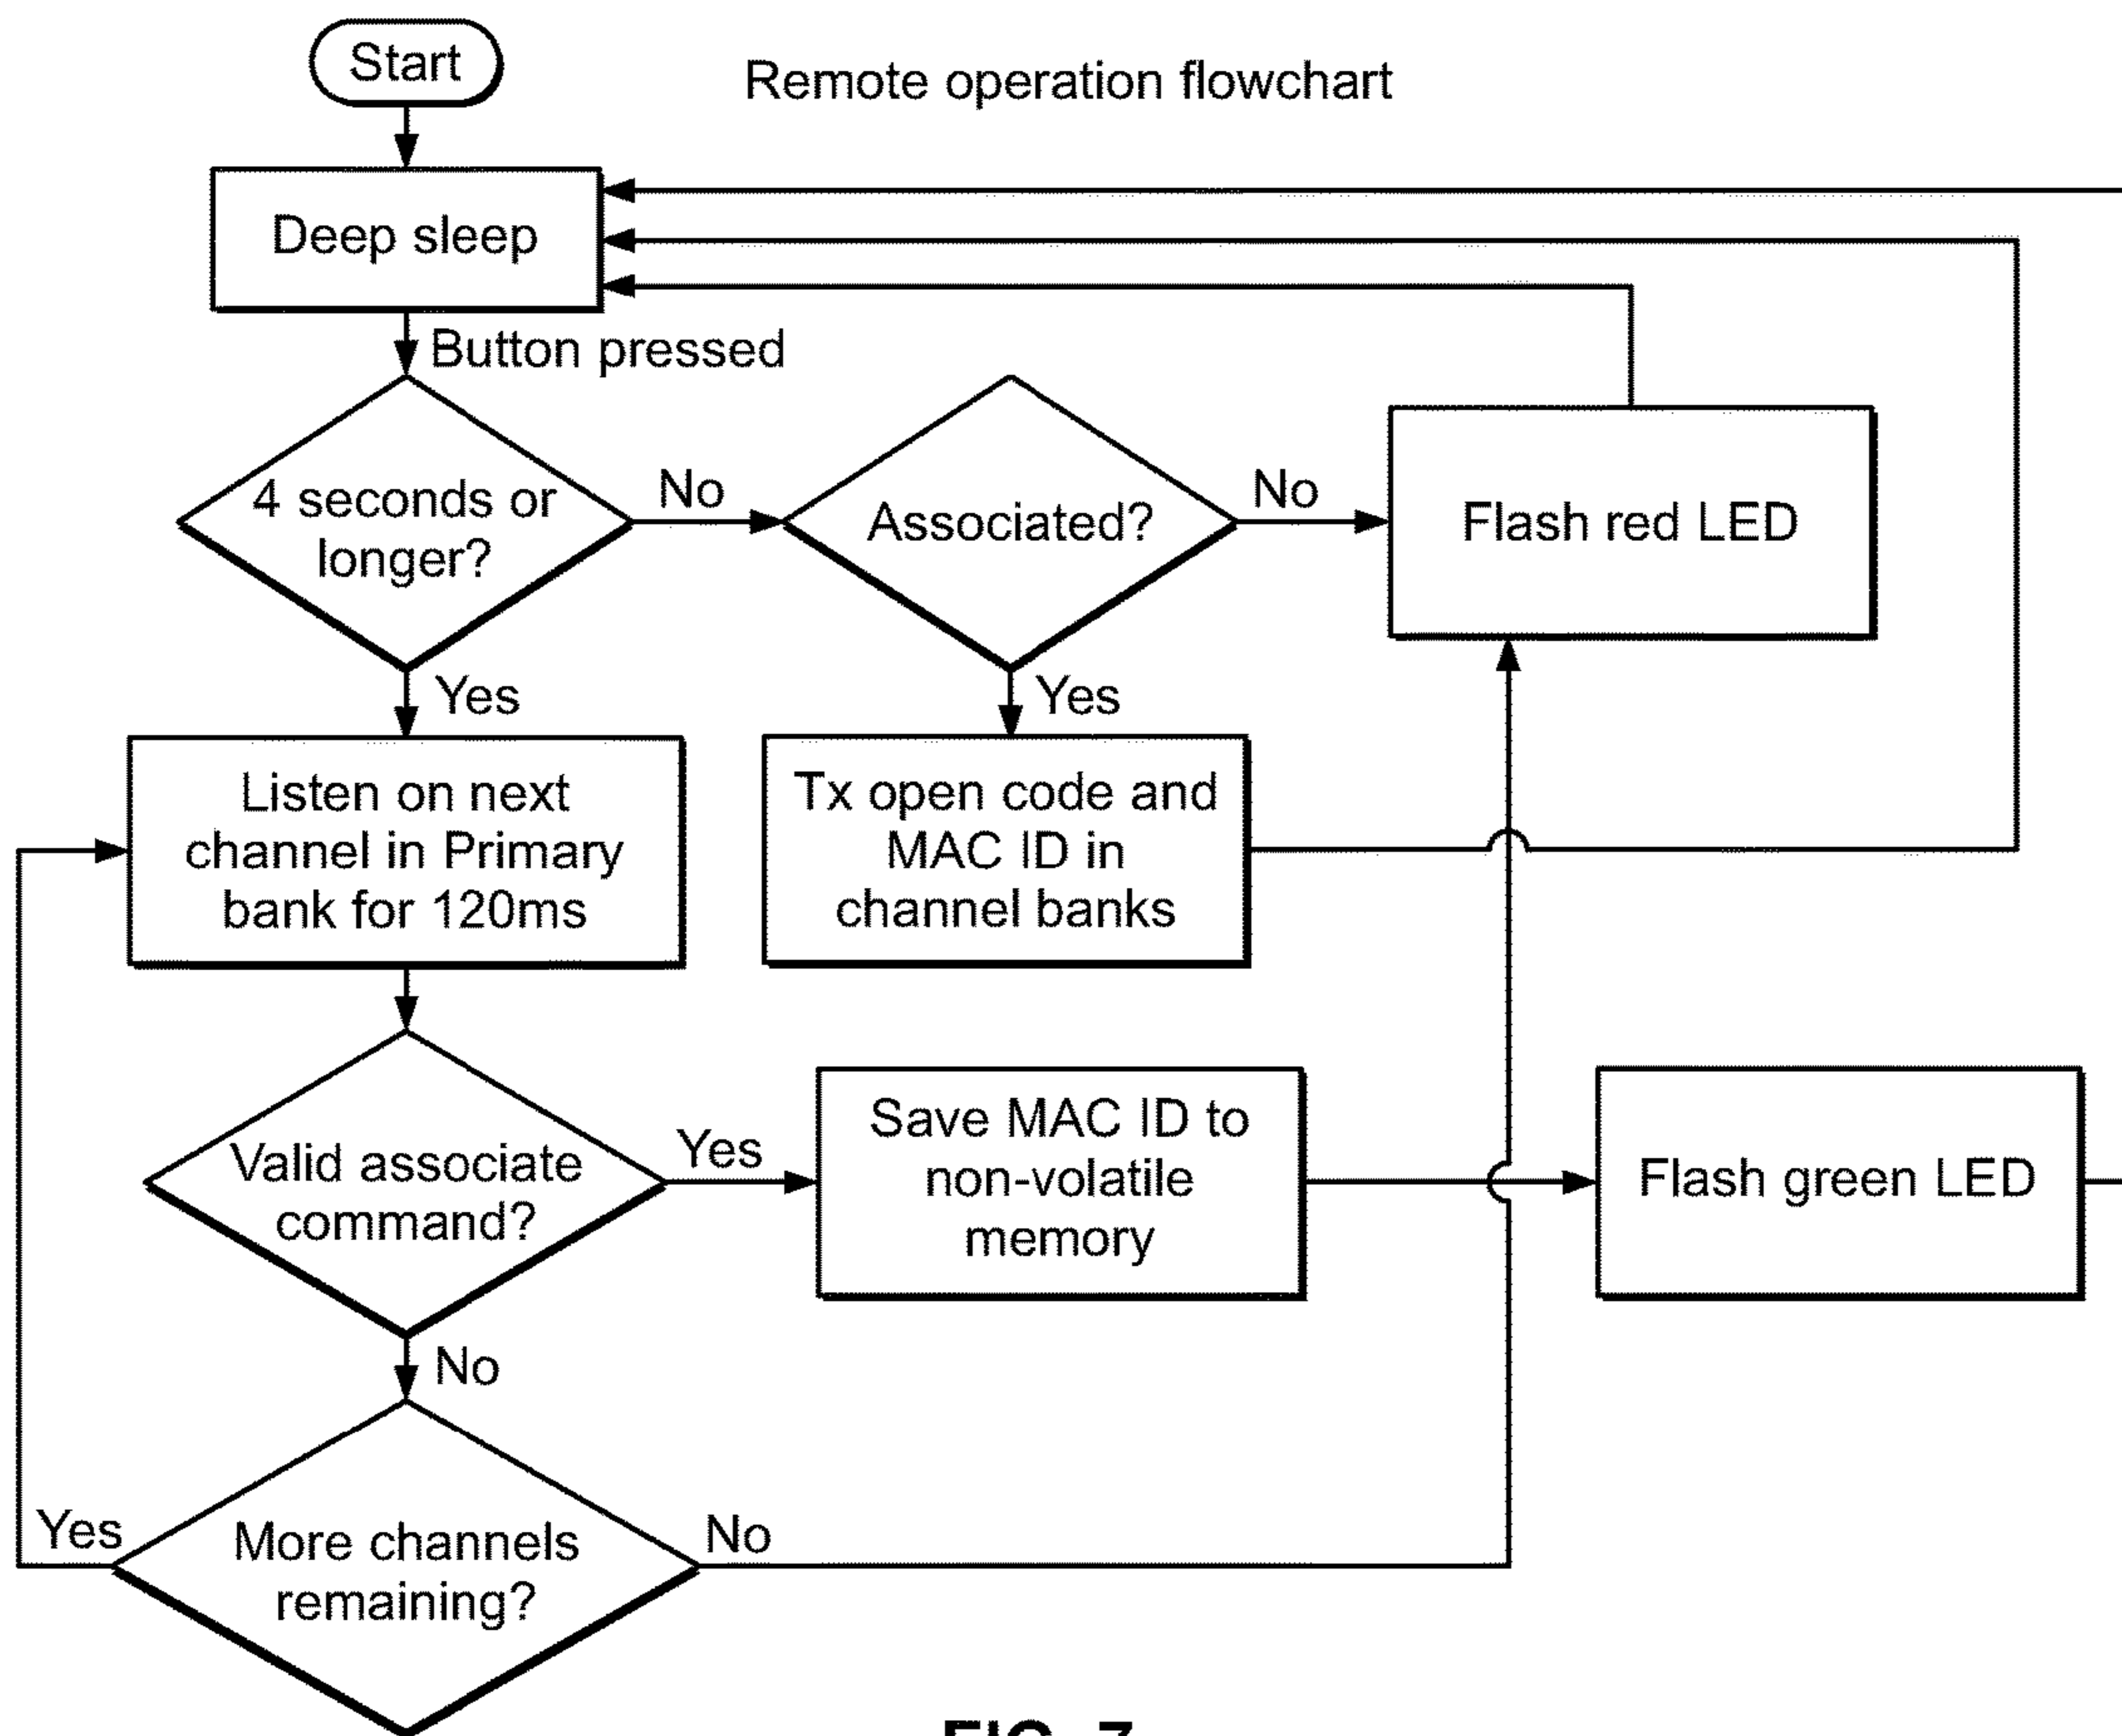 Start
Remote operation flowchart
Deep sleep
Button pressed
4 seconds or
longer?
No
Associated?
No
Flash red LED
Yes
Yes
Listen on next
channel in Primary
bank for 120ms
Tx open code and
MAC ID in
channel banks
Valid associate
command?
Yes
Save MAC ID to
non-volatile
memory
Flash green LED
No
Yes
More channels
remaining?
No
FIG. 7